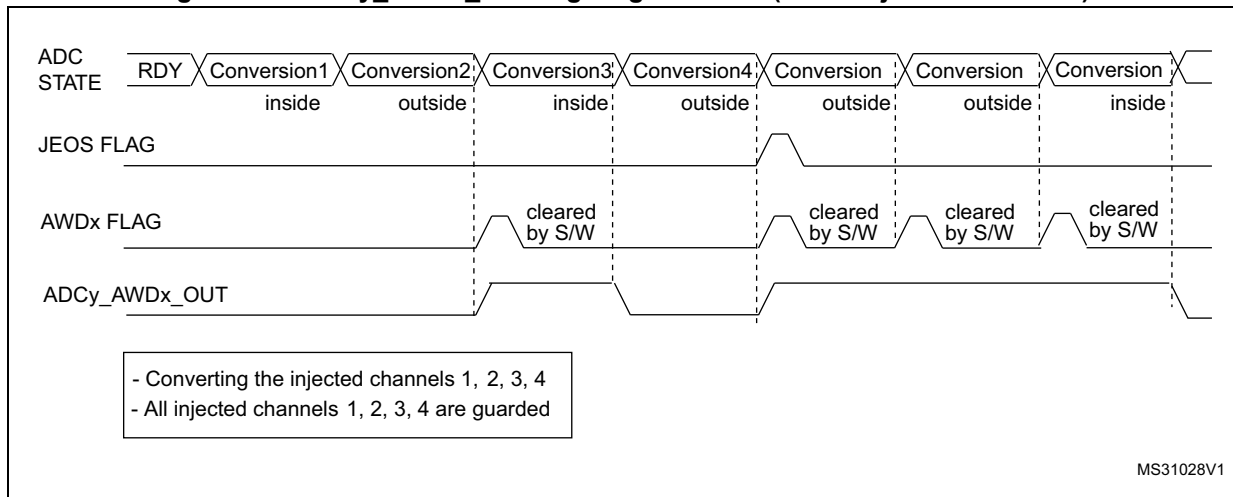 ADC
STATE
RDY Conversion1 Conversion2 Conversion3 Conversion4 Conversion Conversion Conversion
inside outside inside outside outside outside inside
JEOS FLAG
AWDx FLAG
cleared by S/W
cleared by S/W
cleared by S/W
cleared by S/W
ADCy_AWDx_OUT
- Converting the injected channels 1, 2, 3, 4
- All injected channels 1, 2, 3, 4 are guarded
MS31028V1